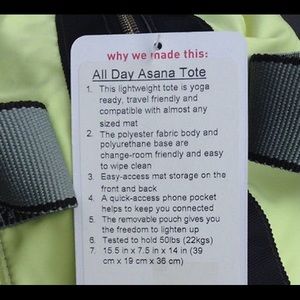 why we made this:
All Day Asana Tote
1. This lightweight tote is yoga
ready, travel friendly and
compatible with almost any
sized mat
2. The polyester fabric body and
polyurethane base are
change-room friendly and easy
to wipe clean
3. Easy-access mat storage on the
front and back
4. A quick-access phone pocket
helps to keep you connected
5. The removable pouch gives you
the freedom to lighten up
6. Tested to hold 50lbs (22kgs)
7. 15.5 in x 7.5 in x 14 in (39
cm x 19 cm x 36 cm)